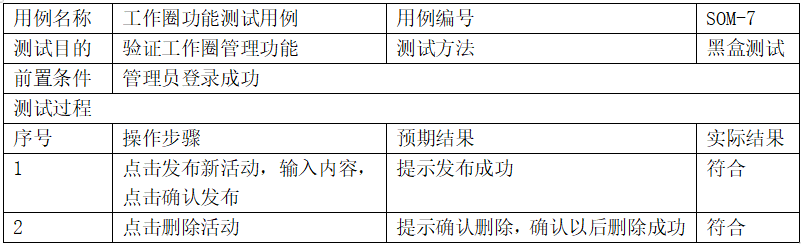 用例名称 工作圈功能测试用例 用例编号 SOM-7
测试目的 验证工作圈管理功能 测试方法 黑盒测试
前置条件 管理员登录成功
测试过程
序号 操作步骤 预期结果 实际结果
1 点击发布新活动，输入内容， 提示发布成功 符合
点击确认发布
2 点击删除活动 提示确认删除，确认以后删除成功 符合